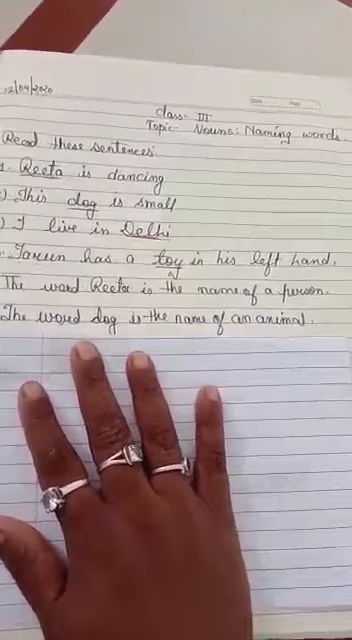 12/04/2020
Date Page
Class- III
Topic- Nouns: Naming words.
Read these sentences.
. Reeta is dancing
) This dog is small
) I live in Delhi
. Tarun has a toy in his left hand.
The word Reeta is the name of a person.
The word dog is the name of an animal.